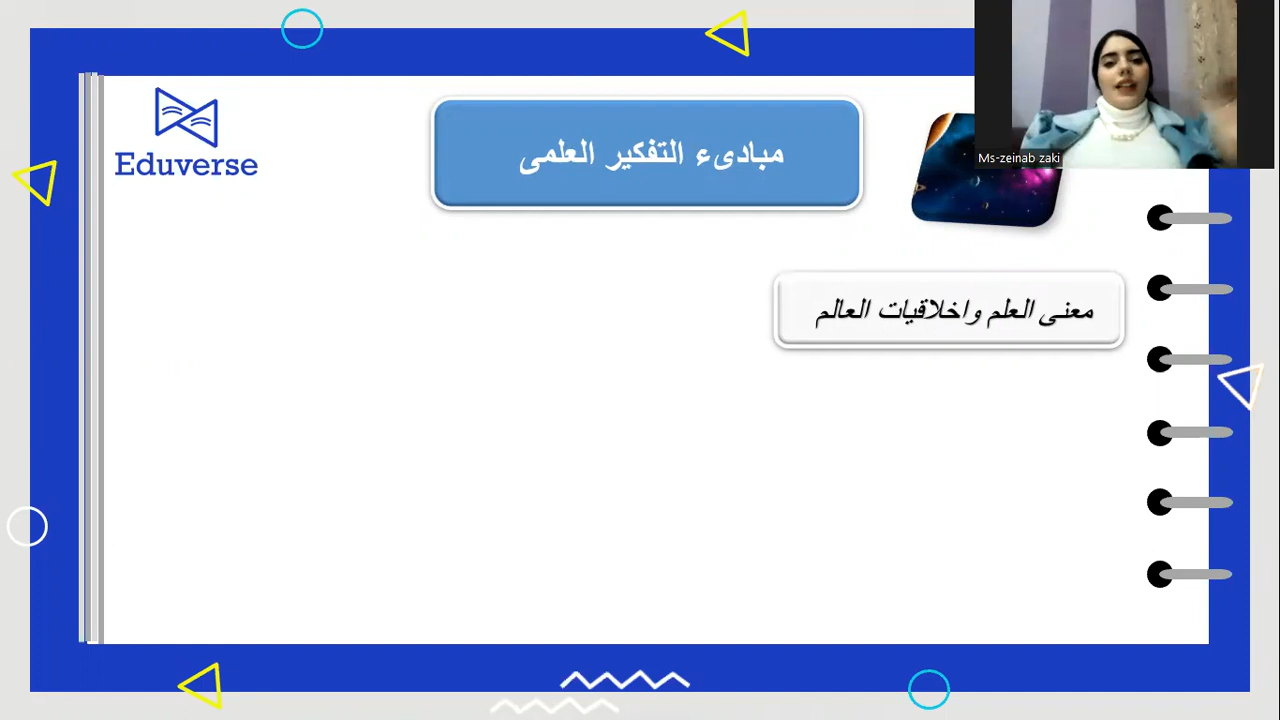 Eduverse
مبادىء التفكير العلمى
Ms-zeinab zaki
معنى العلم واخلاقيات العالم